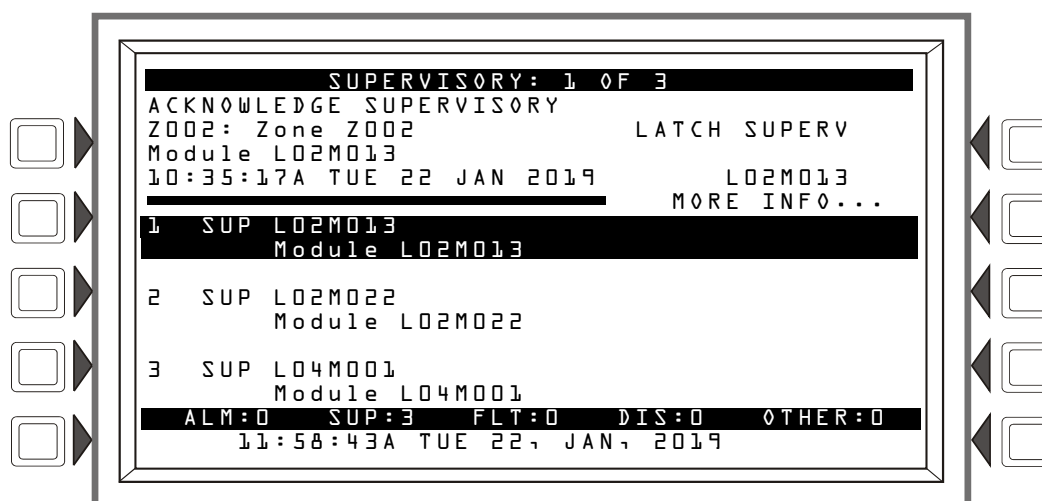 SUPERVISORY: 1 OF 3
ACKNOWLEDGE SUPERVISORY
Z002: Zone Z002 LATCH SUPERV
Module L02M013
10:35:17A TUE 22 JAN 2019 L02M013
MORE INFO...
1 SUP L02M013
Module L02M013
2 SUP L02M022
Module L02M022
3 SUP L04M001
Module L04M001
ALM:0 SUP:3 FLT:0 DIS:0 OTHER:0
11:58:43A TUE 22, JAN, 2019